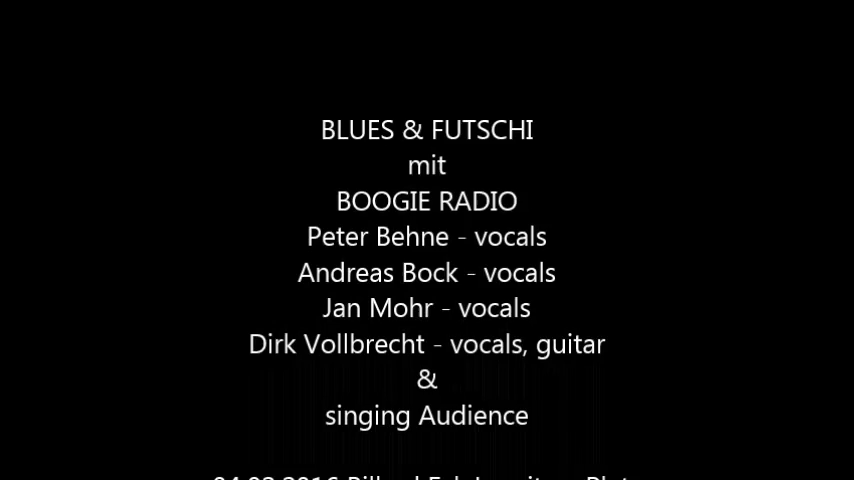 BLUES & FUTSCHI
mit
BOOGIE RADIO
Peter Behne - vocals
Andreas Bock - vocals
Jan Mohr - vocals
Dirk Vollbrecht - vocals, guitar
&
singing Audience